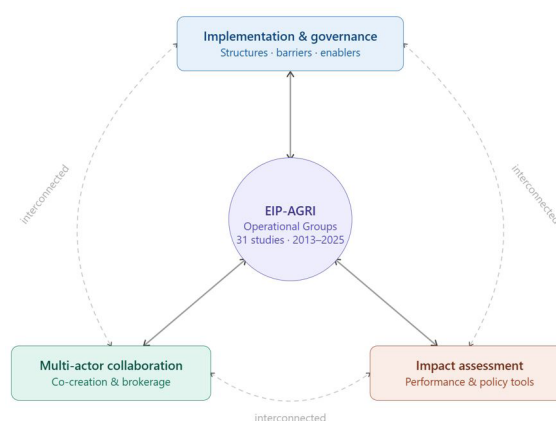 Implementation & governance
Structures · barriers · enablers
interconnected
interconnected
EIP-AGRI
Operational Groups
31 studies · 2013–2025
Multi-actor collaboration
Co-creation & brokerage
Impact assessment
Performance & policy tools
interconnected